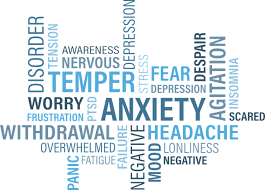 DISORDER
TENSION
AWARENESS
NERVOUS
DEPRESSION
TEMPER
STRESS
FEAR
DESPAIR
DEPRESSION
AGITATION
INSOMNIA
WORRY
PTSD
ANXIETY
FRUSTRATION
SCARED
WITHDRAWAL
FAILURE
NEGATIVE
HEADACHE
OVERWHELMED
MOOD
LONLINESS
PANIC
FATIGUE
NEGATIVE